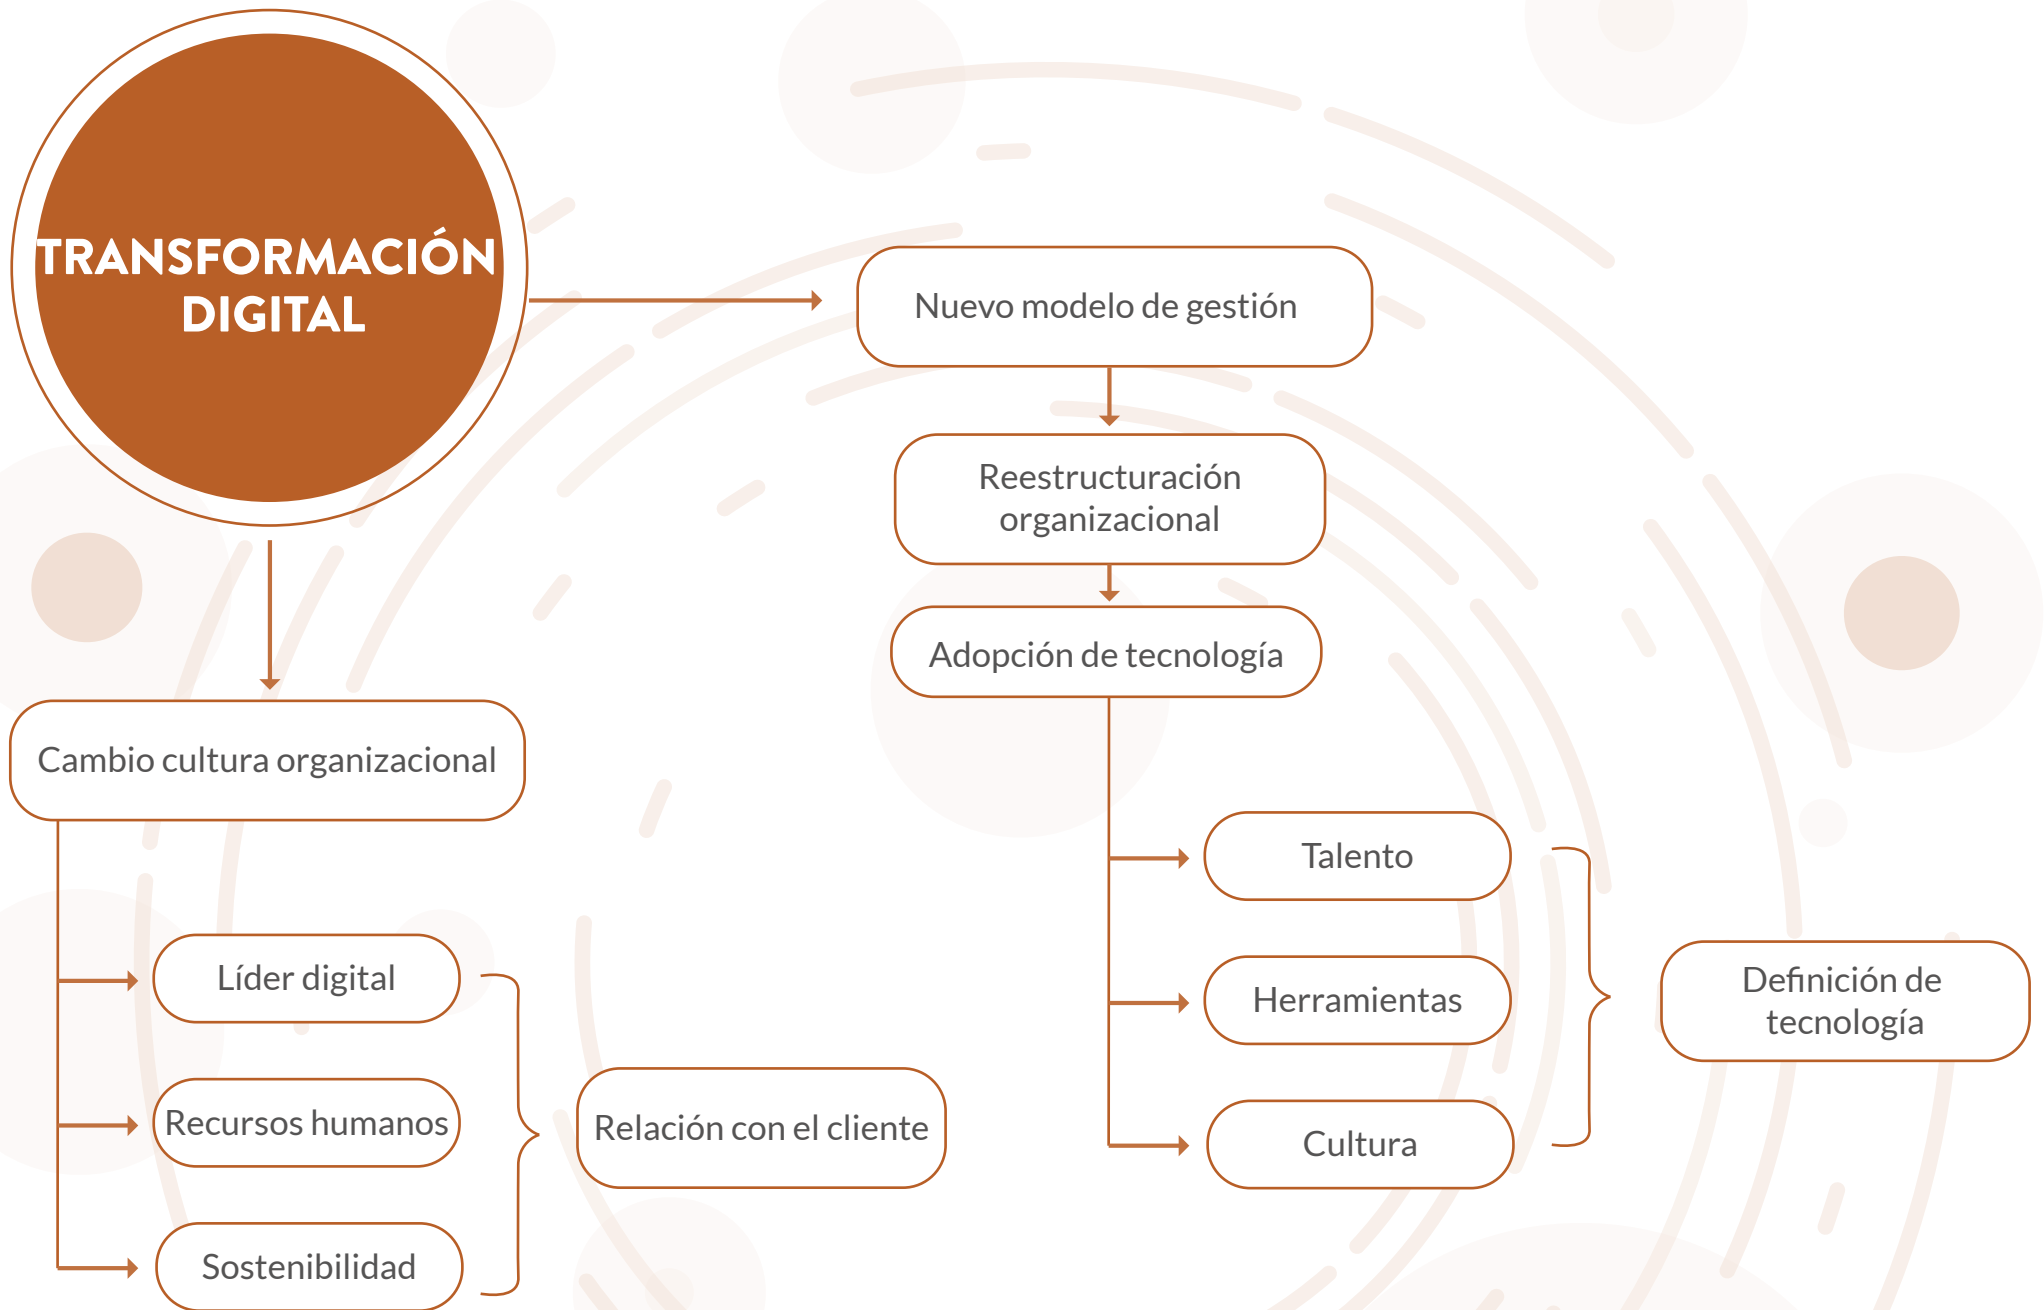 TRANSFORMACIÓN
DIGITAL
Nuevo modelo de gestión
Reestructuración
organizacional
Adopción de tecnología
Cambio cultura organizacional
Talento
Herramientas
Cultura
Definición de
tecnología
Líder digital
Recursos humanos
Sostenibilidad
Relación con el cliente